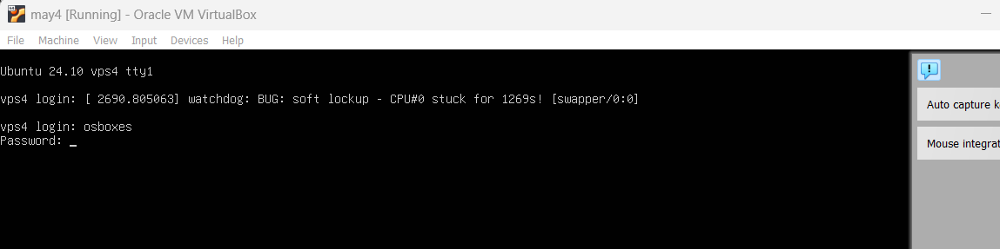 may4 [Running] - Oracle VM VirtualBox
File Machine View Input Devices Help
Ubuntu 24.10 vps4 tty1
vps4 login: [ 2690.805063] watchdog: BUG: soft lockup - CPU#0 stuck for 1269s! [swapper/0:0]
vps4 login: osboxes
Password: _
Auto capture k
Mouse integrat